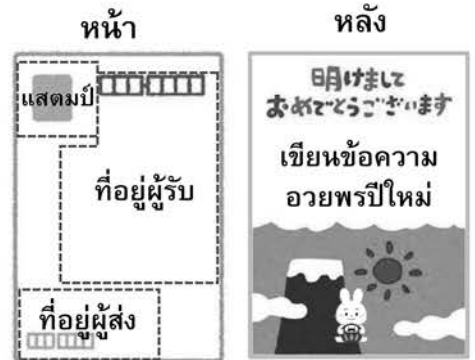 หน้า
แสตมป์
ที่อยู่ผู้รับ
ที่อยู่ผู้ส่ง
หลัง
明けまして
おめでとうございます
เขียนข้อความ
อวยพรปีใหม่